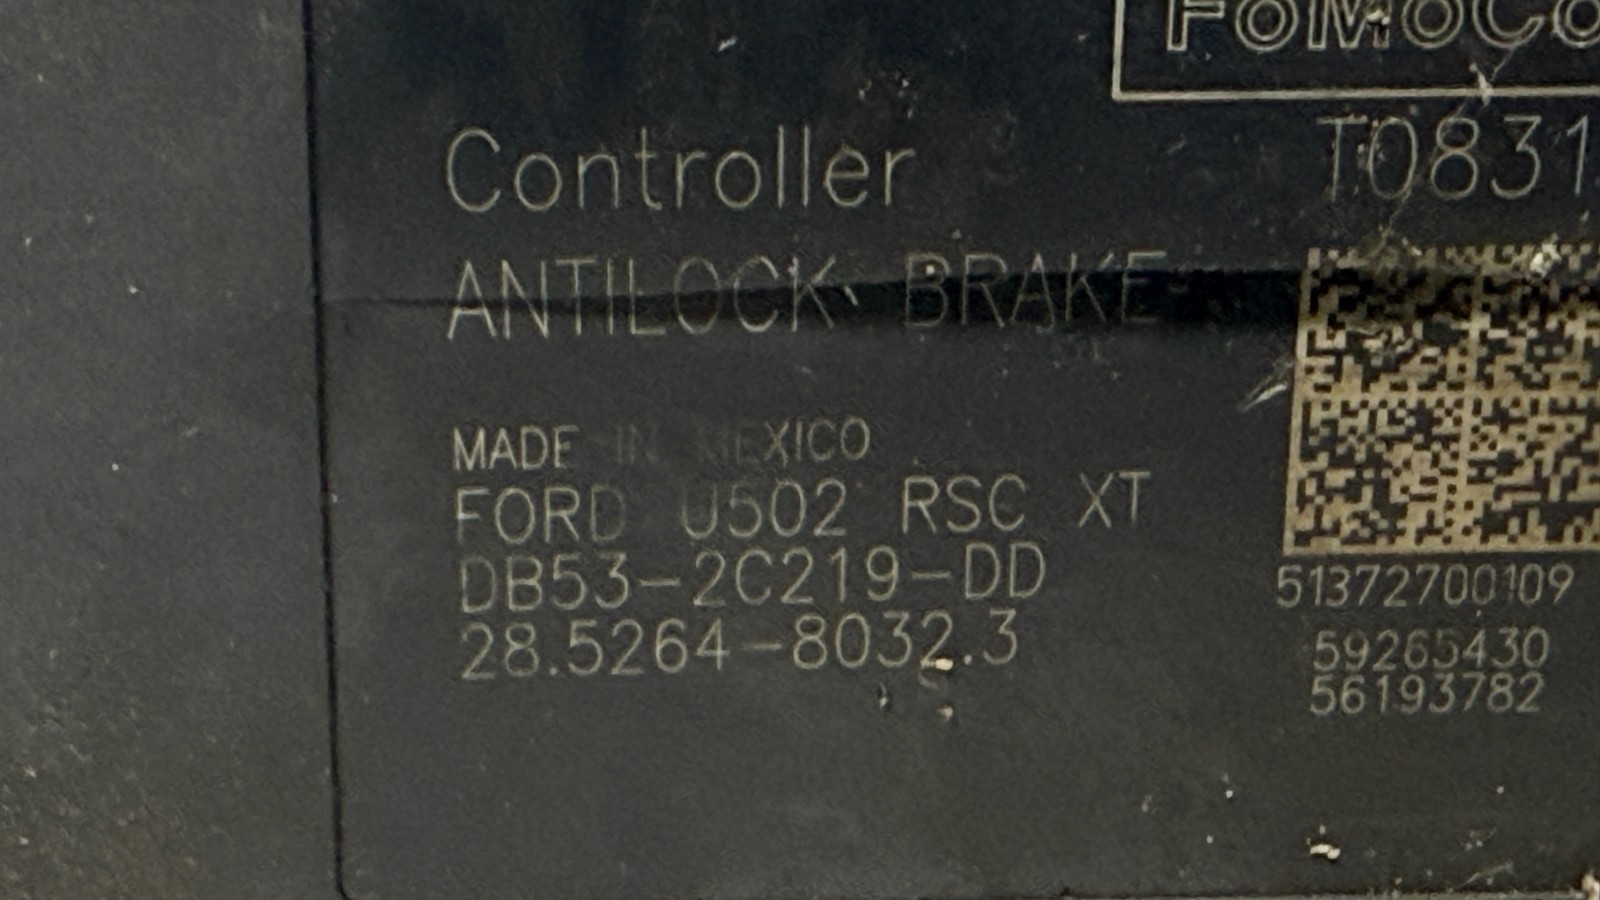 FoMoCo
Controller
T0831
ANTILOCK BRAKE
MADE IN MEXICO
FORD U502 RSC XT
DB53-2C219-DD
28.5264-8032.3
51372700109
59265430
56193782